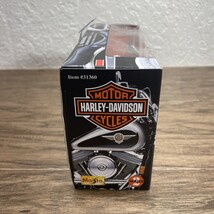 Item #31360
MOTOR
HARLEY-DAVIDSON
CYCLES
Maisto